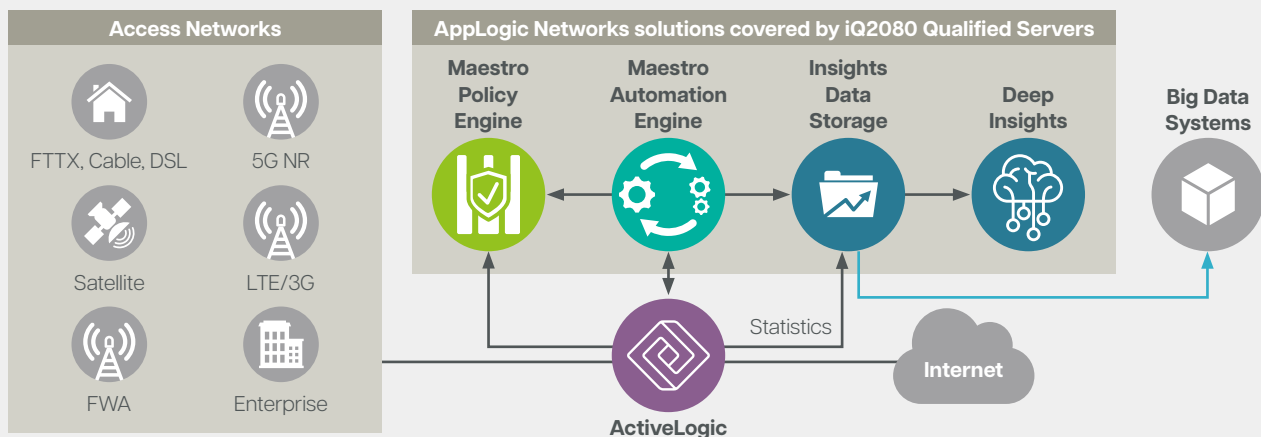 Access Networks
FTTX, Cable, DSL
5G NR
Satellite
LTE/3G
FWA
Enterprise
AppLogic Networks solutions covered by iQ2080 Qualified Servers
Maestro
Policy
Engine
Maestro
Automation
Engine
Insights
Data
Storage
Deep
Insights
Big Data
Systems
Statistics
Internet
ActiveLogic